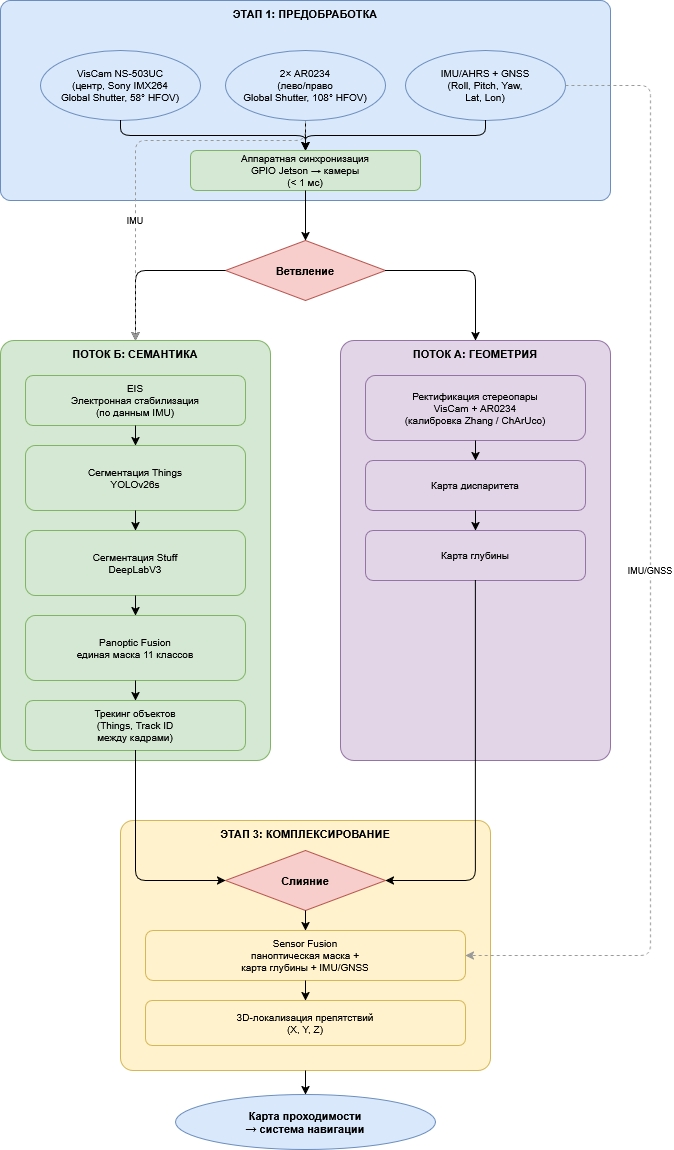 ЭТАП 1: ПРЕДОБРАБОТКА
VisCam NS-503UC
(центр, Sony IMX264
Global Shutter, 58° HFOV)
2× AR0234
(лево/право
Global Shutter, 108° HFOV)
IMU/AHRS + GNSS
(Roll, Pitch, Yaw,
Lat, Lon)
Аппаратная синхронизация
GPIO Jetson → камеры
(< 1 мс)
IMU
Ветвление
ПОТОК Б: СЕМАНТИКА
EIS
Электронная стабилизация
(по данным IMU)
Сегментация Things
YOLOv26s
Сегментация Stuff
DeepLabV3
Panoptic Fusion
единая маска 11 классов
Трекинг объектов
(Things, Track ID
между кадрами)
ПОТОК А: ГЕОМЕТРИЯ
Ректификация стереопары
VisCam + AR0234
(калибровка Zhang / ChArUco)
Карта диспаритета
Карта глубины
IMU/GNSS
ЭТАП 3: КОМПЛЕКСИРОВАНИЕ
Слияние
Sensor Fusion
паноптическая маска +
карта глубины + IMU/GNSS
3D-локализация препятствий
(X, Y, Z)
Карта проходимости
→ система навигации